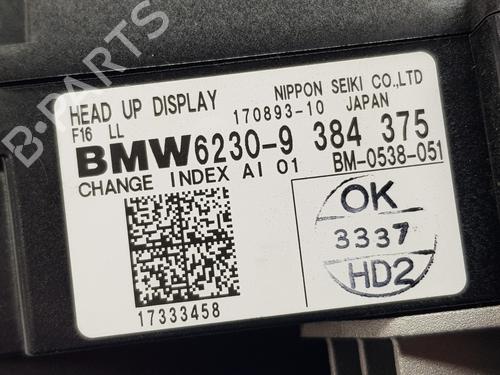 HEAD UP DISPLAY NIPPON SEIKI CO.,LTD
F16 LL 170893-10 JAPAN
BMW6230-9 384 375
CHANGE INDEX AI 01 BM-0538-051
OK
3337
HD2
17333458
B-PARTS